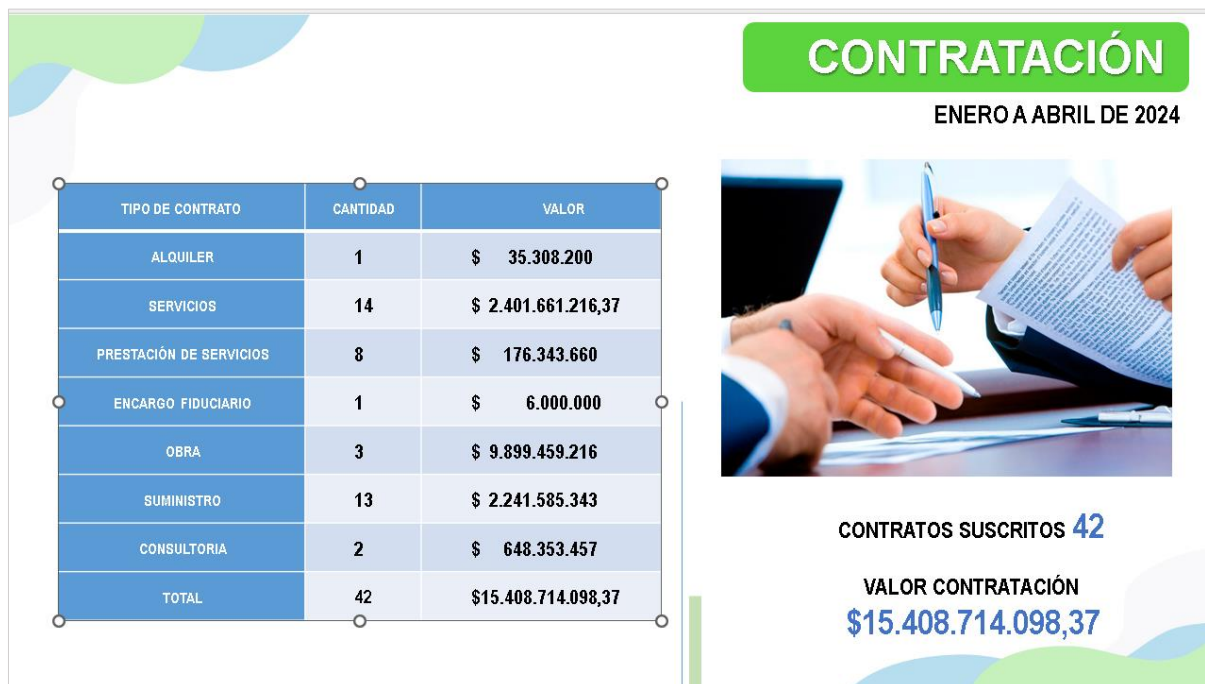 CONTRATACIÓN
ENERO A ABRIL DE 2024
TIPO DE CONTRATO CANTIDAD VALOR
ALQUILER 1 $ 35.308.200
SERVICIOS 14 $ 2.401.661.216,37
PRESTACIÓN DE SERVICIOS 8 $ 176.343.660
ENCARGO FIDUCIARIO 1 $ 6.000.000
OBRA 3 $ 9.899.459.216
SUMINISTRO 13 $ 2.241.585.343
CONSULTORIA 2 $ 648.353.457
TOTAL 42 $15.408.714.098,37
CONTRATOS SUSCRITOS 42
VALOR CONTRATACIÓN
$15.408.714.098,37